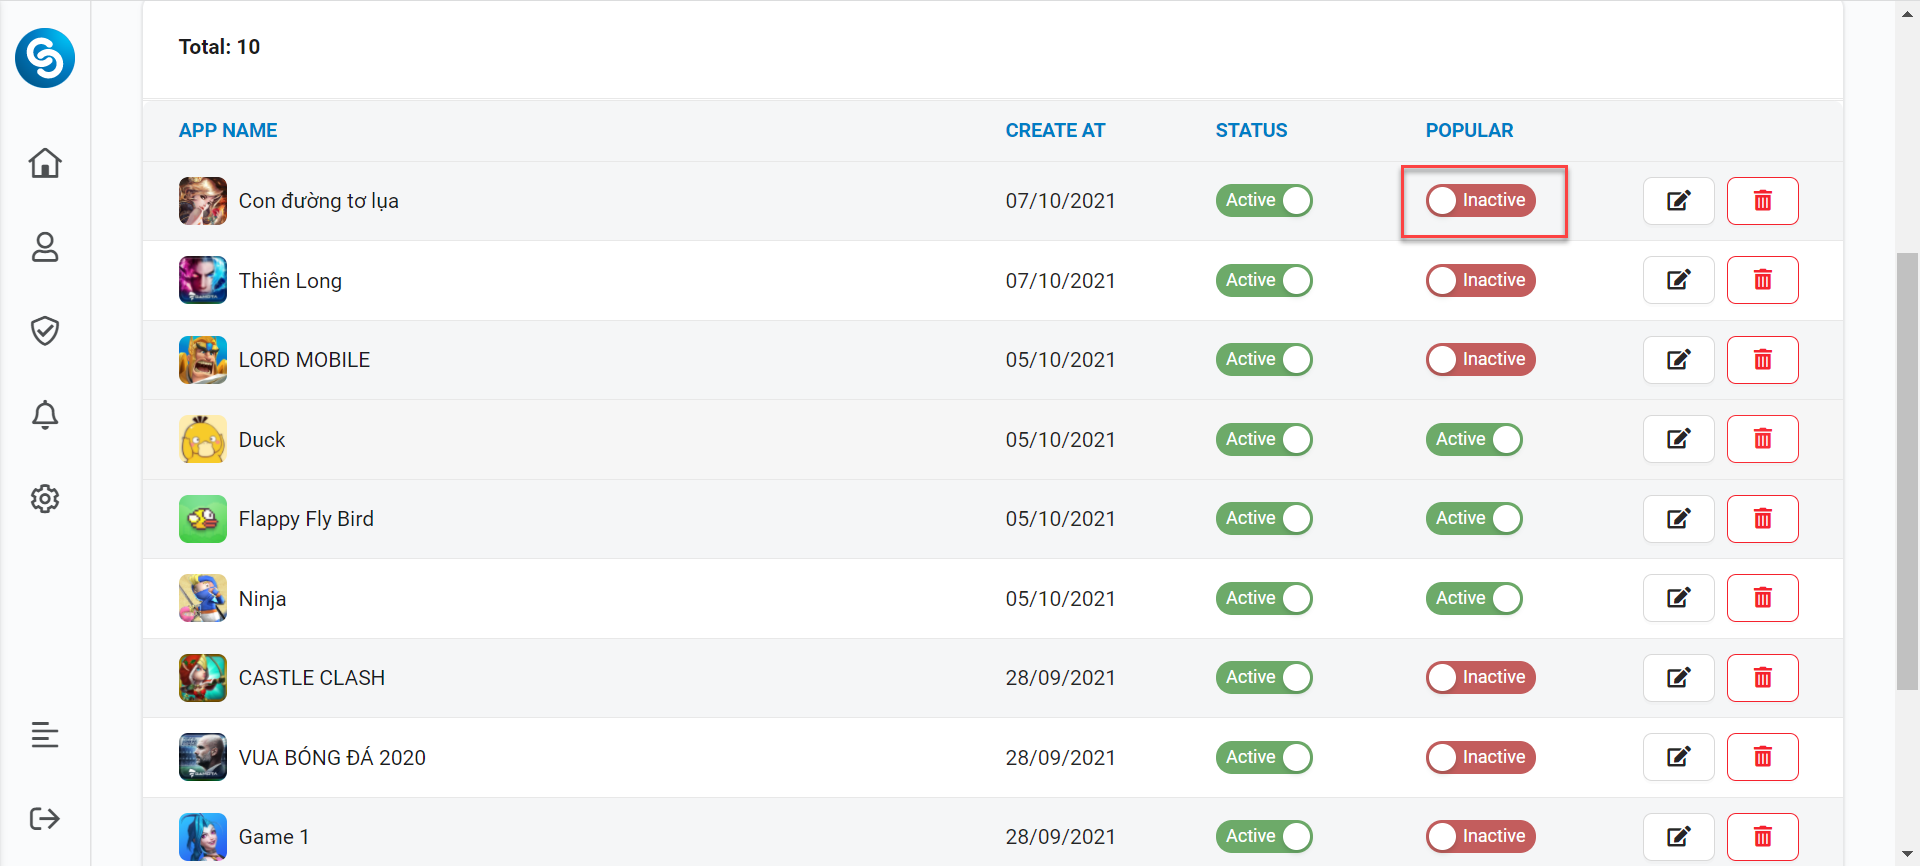 Total: 10
APP NAME CREATE AT STATUS POPULAR
Con đường tơ lụa 07/10/2021 Active Inactive
Thiên Long 07/10/2021 Active Inactive
LORD MOBILE 05/10/2021 Active Inactive
Duck 05/10/2021 Active Active
Flappy Fly Bird 05/10/2021 Active Active
Ninja 05/10/2021 Active Active
CASTLE CLASH 28/09/2021 Active Inactive
VUA BÓNG ĐÁ 2020 28/09/2021 Active Inactive
Game 1 28/09/2021 Active Inactive